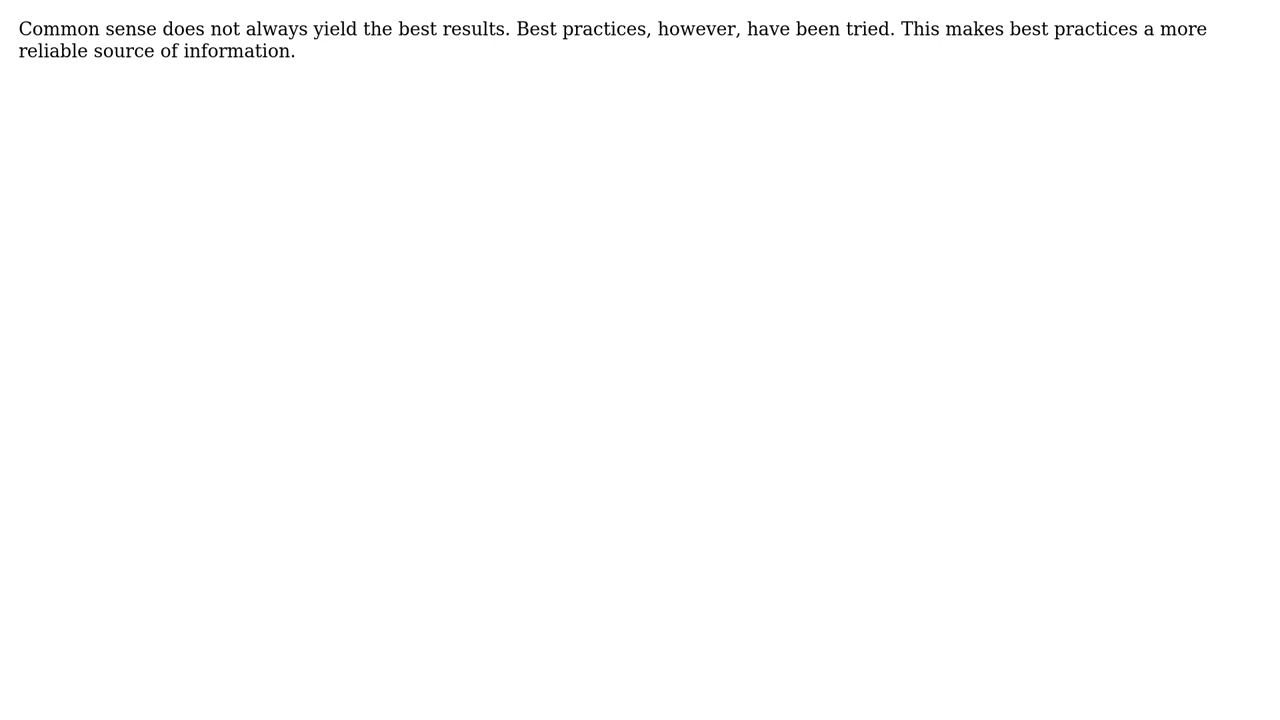 Common sense does not always yield the best results. Best practices, however, have been tried. This makes best practices a more
reliable source of information.